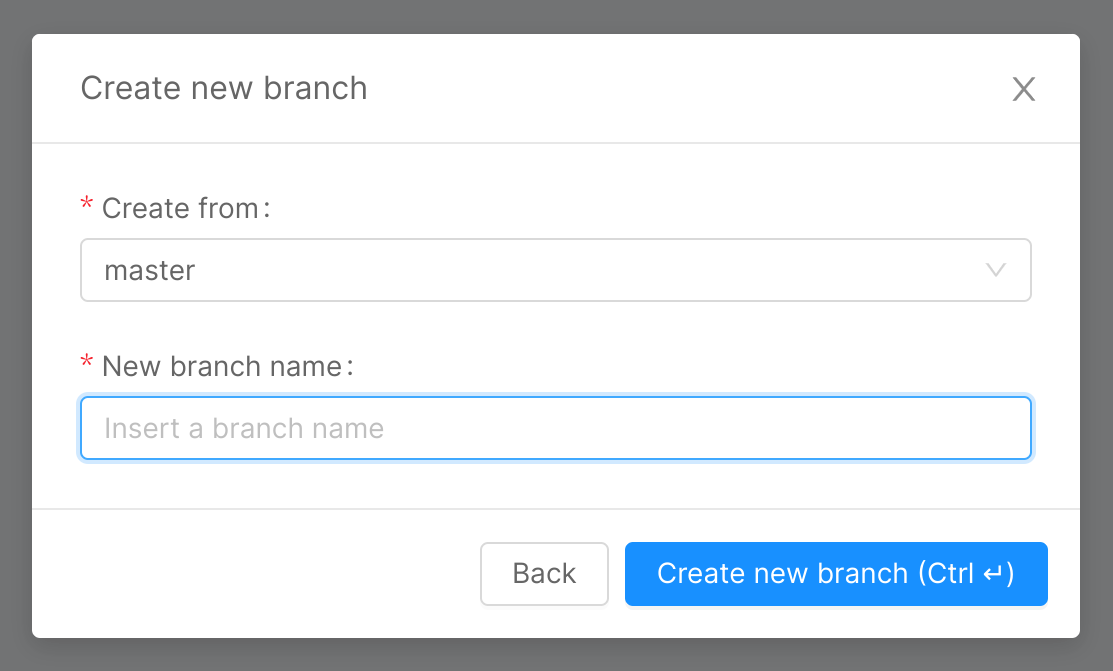 Create new branch
* Create from:
master
* New branch name:
Insert a branch name
Back
Create new branch (Ctrl ↵)